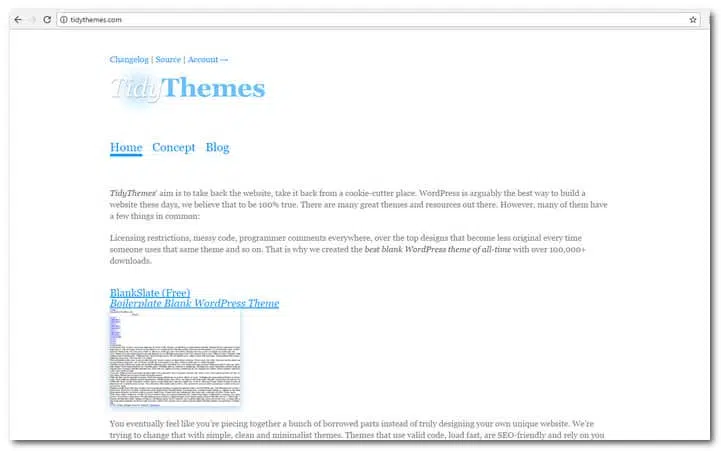 tidythemes.com
Changelog | Source | Account →
TidyThemes
Home Concept Blog
TidyThemes' aim is to take back the website, take it back from a cookie-cutter place. WordPress is arguably the best way to build a
website these days, we believe that to be 100% true. There are many great themes and resources out there. However, many of them have
a few things in common:
Licensing restrictions, messy code, programmer comments everywhere, over the top designs that become less original every time
someone uses that same theme and so on. That is why we created the best blank WordPress theme of all-time with over 100,000+
downloads.
BlankSlate (Free)
Boilerplate Blank WordPress Theme
You eventually feel like you're piecing together a bunch of borrowed parts instead of truly designing your own unique website. We're
trying to change that with simple, clean and minimalist themes. Themes that use valid code, load fast, are SEO-friendly and rely on you